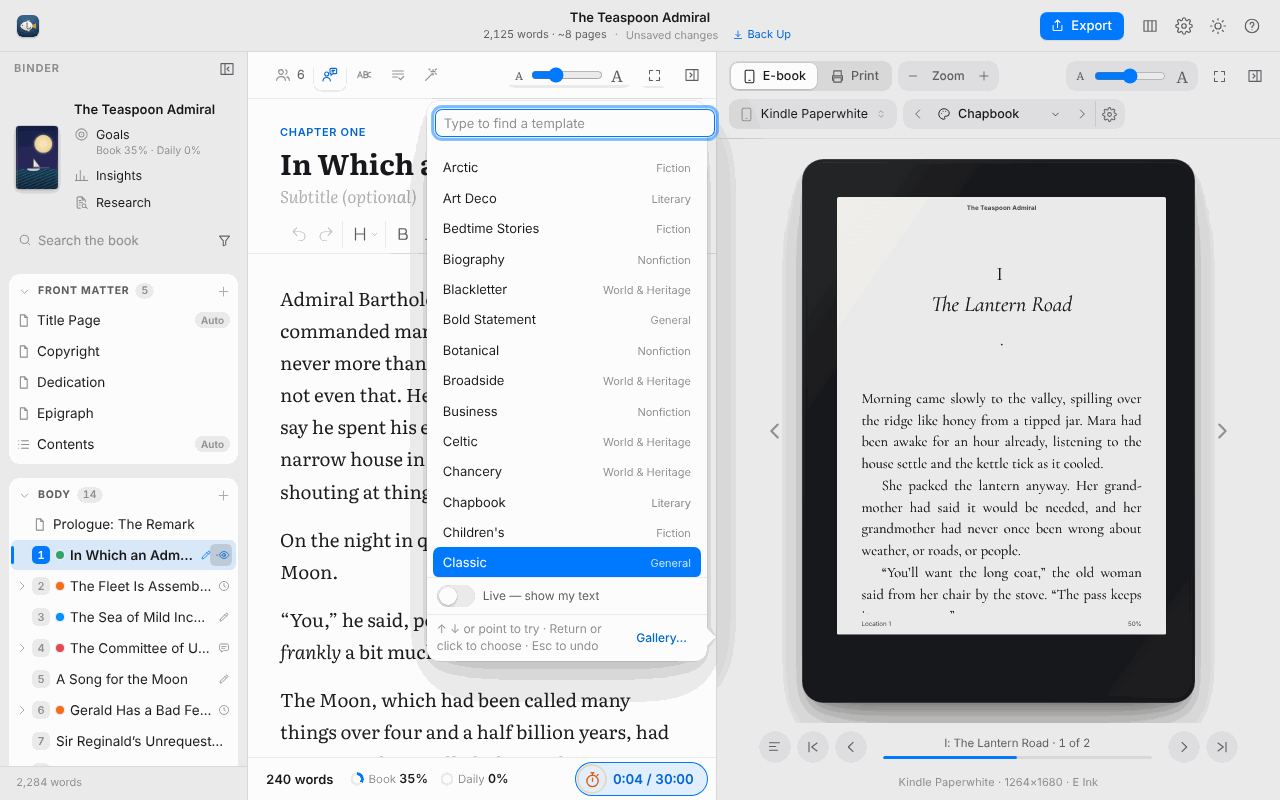 The Teaspoon Admiral
2,125 words · ~8 pages · Unsaved changes Back Up
Export
BINDER
The Teaspoon Admiral
Goals
Book 35% · Daily 0%
Insights
Research
Search the book
FRONT MATTER 5
Title Page Auto
Copyright
Dedication
Epigraph
Contents Auto
BODY 14
Prologue: The Remark
1 In Which an Adm...
2 The Fleet Is Assemb...
3 The Sea of Mild Inc...
4 The Committee of U...
5 A Song for the Moon
6 Gerald Has a Bad Fe...
7 Sir Reginald's Unrequest...
2,284 words
6 ABC A A
CHAPTER ONE
In Which a
Subtitle (optional)
H B
Admiral Barthol
commanded
never more than
not even that. He
say he spent his e
narrow house in
shouting at thing
On the night in q
Moon.
“You,” he said, p
frankly a bit muc
The Moon, which had been called many
things over four and a half billion years, had
240 words Book 35% Daily 0% 0:04 / 30:00
Type to find a template
Arctic Fiction
Art Deco Literary
Bedtime Stories Fiction
Biography Nonfiction
Blackletter World & Heritage
Bold Statement General
Botanical Nonfiction
Broadside World & Heritage
Business Nonfiction
Celtic World & Heritage
Chancery World & Heritage
Chapbook Literary
Children's Fiction
Classic General
Live — show my text
↑ ↓ or point to try · Return or
click to choose · Esc to undo
Gallery...
E-book Print Zoom A A
Kindle Paperwhite Chapbook
The Teaspoon Admiral
I
The Lantern Road
Morning came slowly to the valley, spilling over
the ridge like honey from a tipped jar. Mara had
been awake for an hour already, listening to the
house settle and the kettle tick as it cooled.
She packed the lantern anyway. Her grand-
mother had said it would be needed, and her
grandmother had never once been wrong about
weather, or roads, or people.
“You’ll want the long coat,” the old woman
said from her chair by the stove. “The pass keeps
Location 1 50%
I: The Lantern Road · 1 of 2
Kindle Paperwhite · 1264×1680 · E Ink